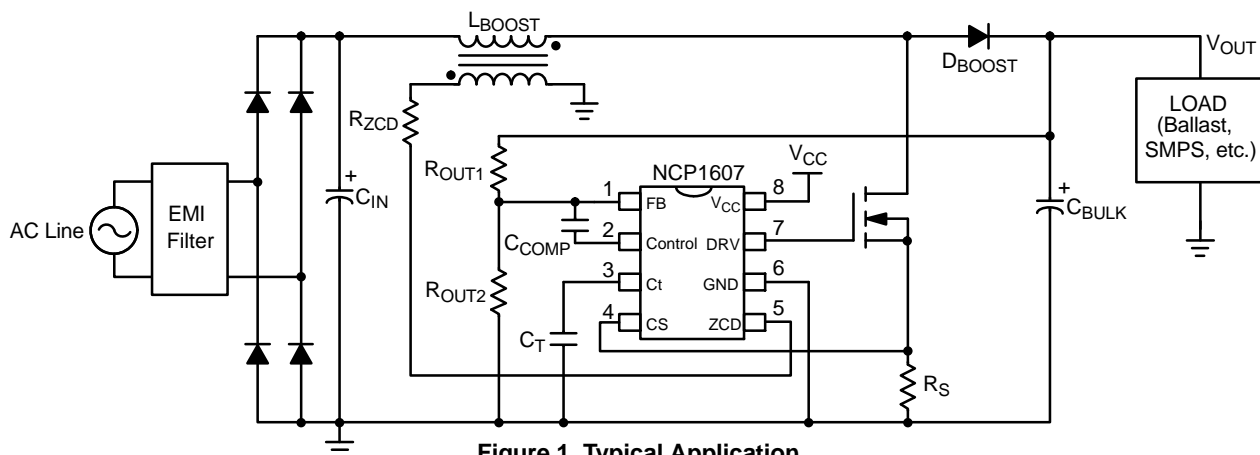 LBOOST
DBOOST
VOUT
LOAD
(Ballast,
SMPS, etc.)
RZCD
ROUT1
NCP1607
VCC
1
FB
VCC
8
+
CIN
+
CBULK
AC Line
EMI
Filter
CCOMP
2
Control
DRV
7
3
Ct
GND
6
ROUT2
4
CS
ZCD
5
CT
RS
Figure 1. Typical Application